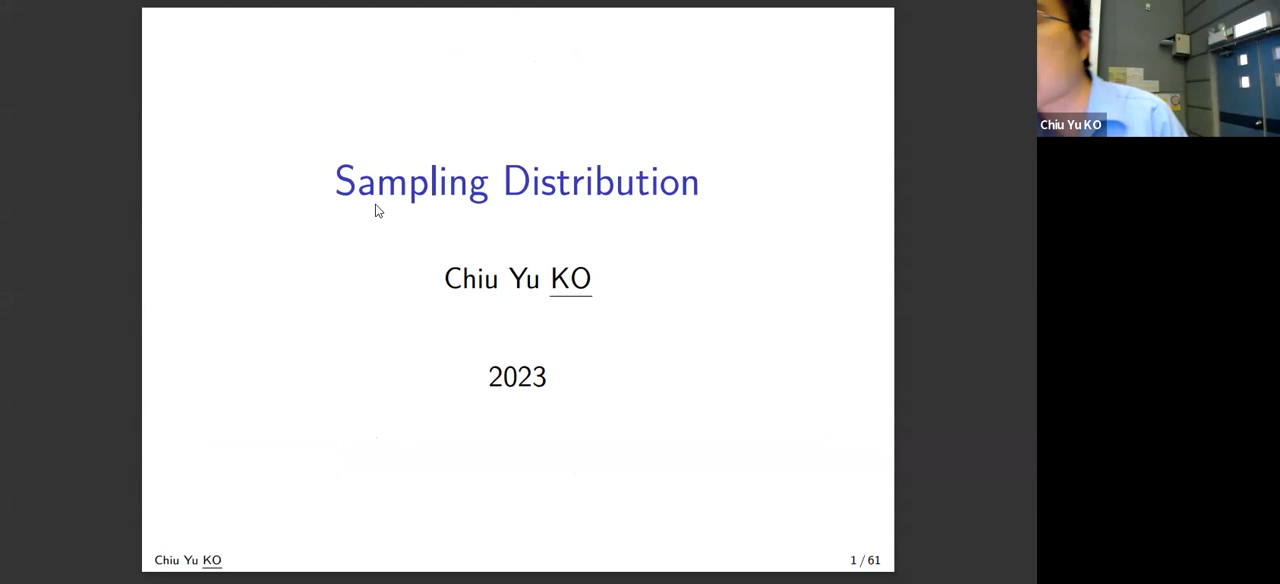 Sampling Distribution
Chiu Yu KO
2023
Chiu Yu KO
1 / 61
Chiu Yu KO